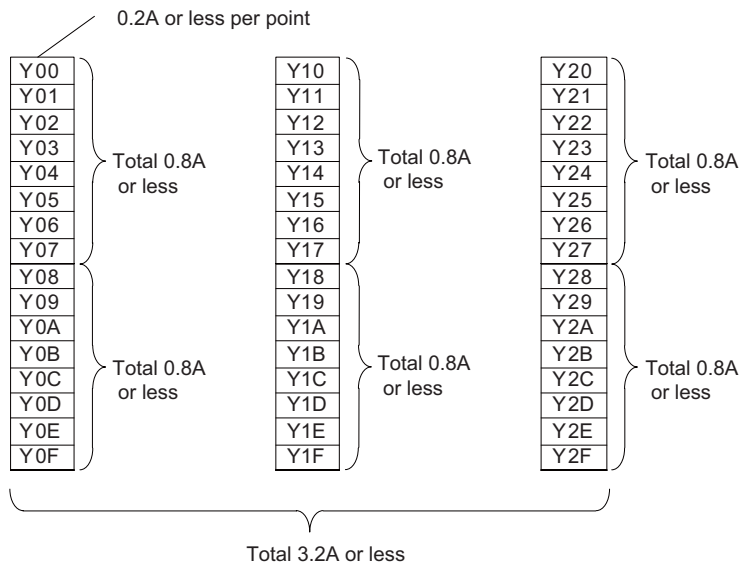 0.2A or less per point
Y00 Y10 Y20
Y01 Y11 Y21
Y02 Y12 Y22
Y03 Y13 Y23
Total 0.8A Total 0.8A Total 0.8A
Y04 Y14 Y24
or less or less or less
Y05 Y15 Y25
Y06 Y16 Y26
Y07 Y17 Y27
Y08 Y18 Y28
Y09 Y19 Y29
Y0A Y1A Y2A
Y0B Y1B Y2B
Total 0.8A Total 0.8A Total 0.8A
Y0C Y1C Y2C
or less or less or less
Y0D Y1D Y2D
Y0E Y1E Y2E
Y0F Y1F Y2F
Total 3.2A or less